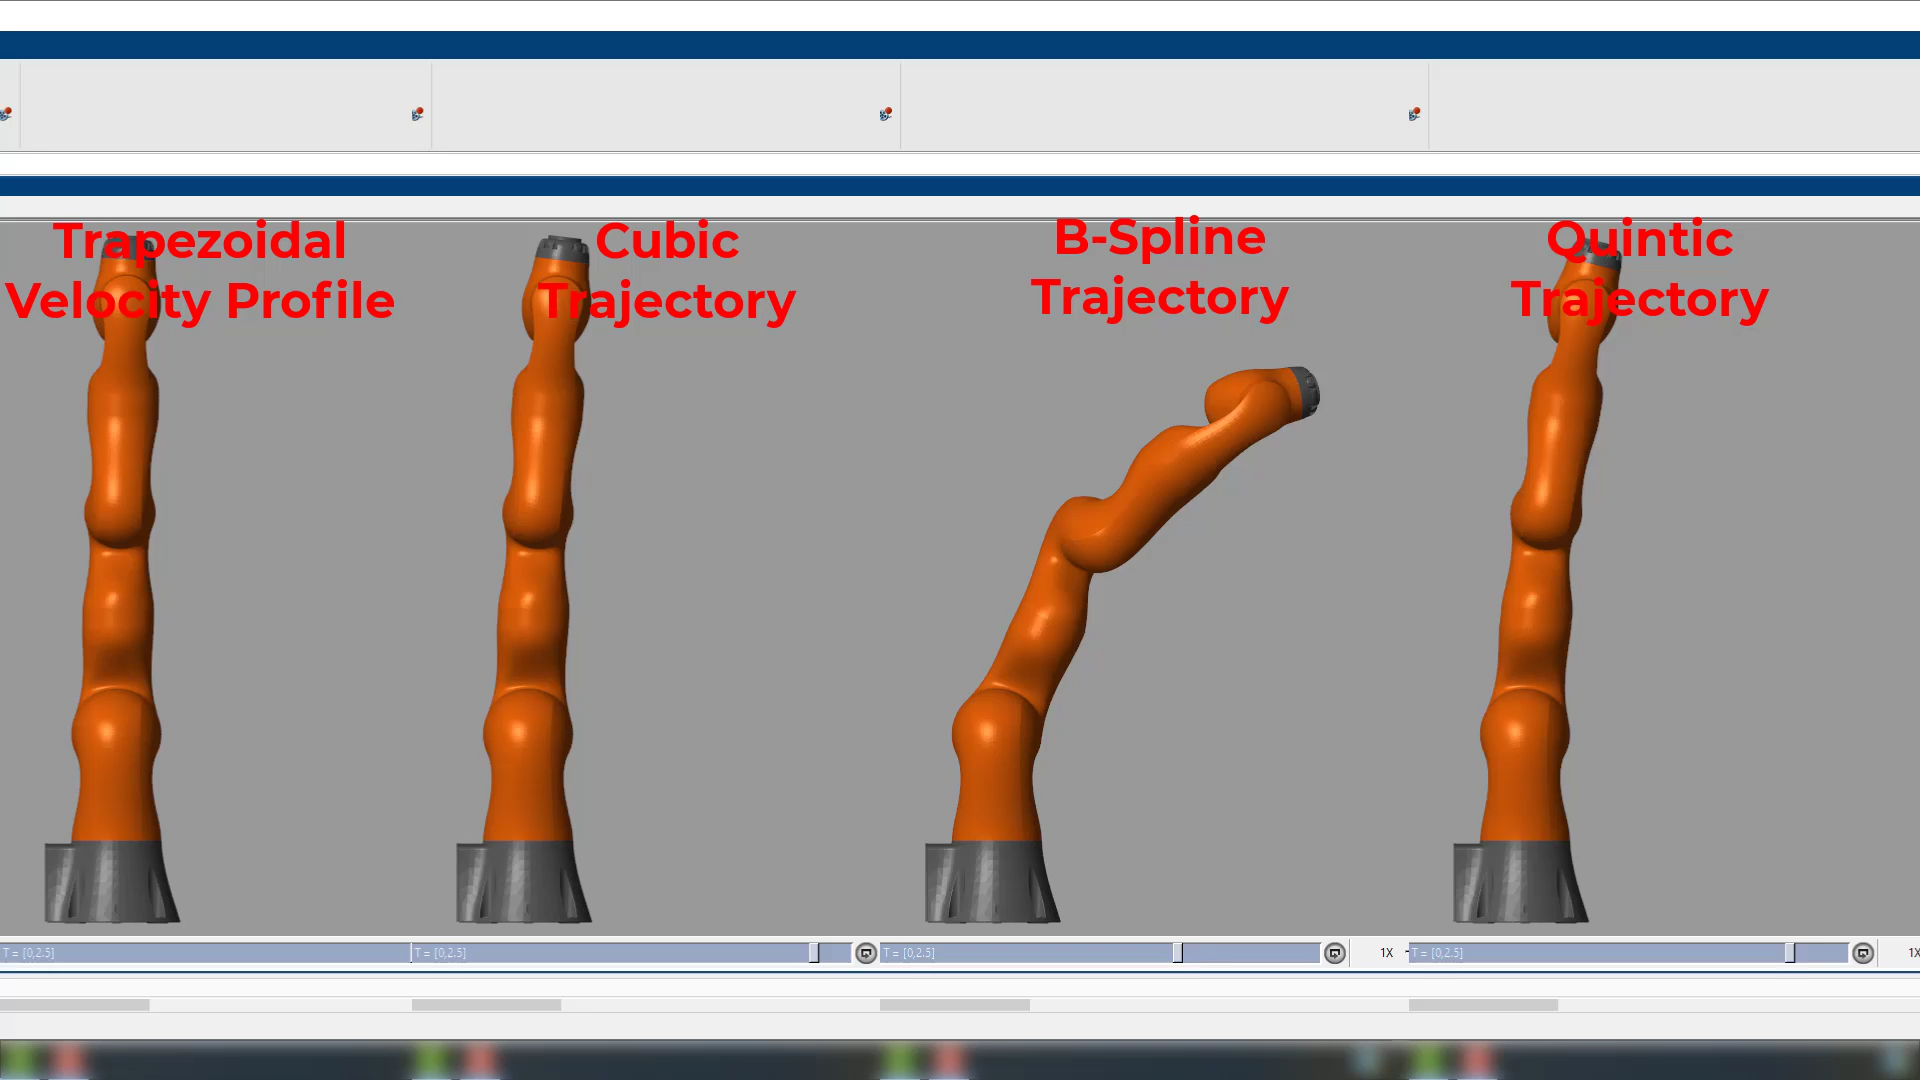 Trapezoidal
Velocity Profile
Cubic
Trajectory
B-Spline
Trajectory
Quintic
Trajectory
T = [0,2.5]
T = [0,2.5]
T = [0,2.5]
1X
T = [0,2.5]
1X